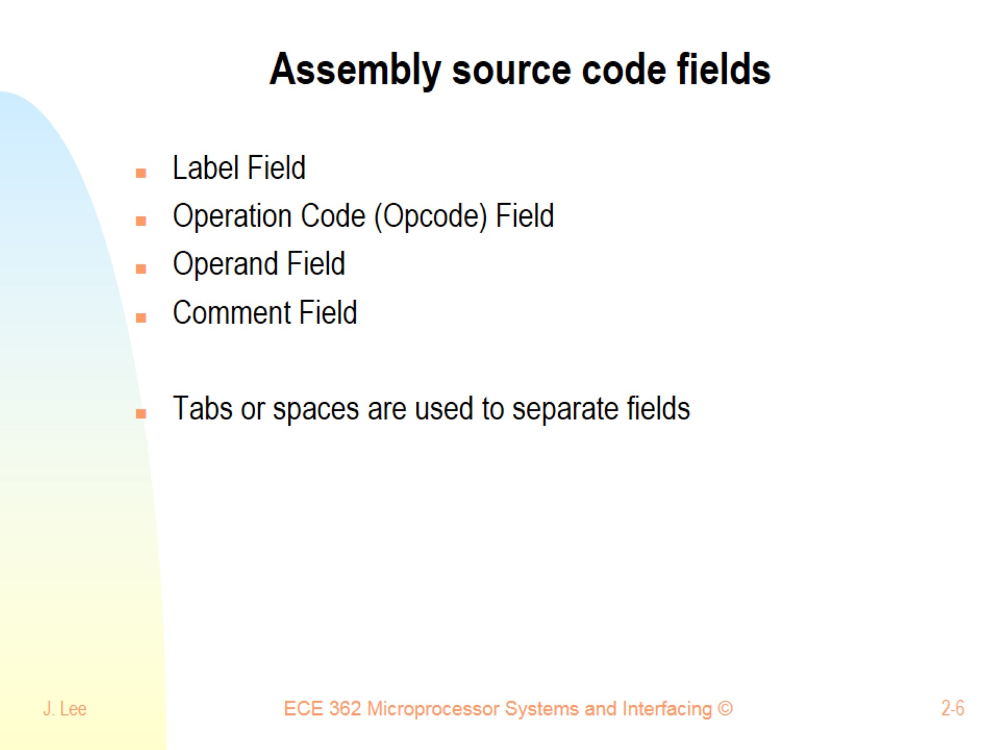 Assembly source code fields
Label Field
Operation Code (Opcode) Field
Operand Field
Comment Field
Tabs or spaces are used to separate fields
J. Lee
ECE 362 Microprocessor Systems and Interfacing ©
2-6